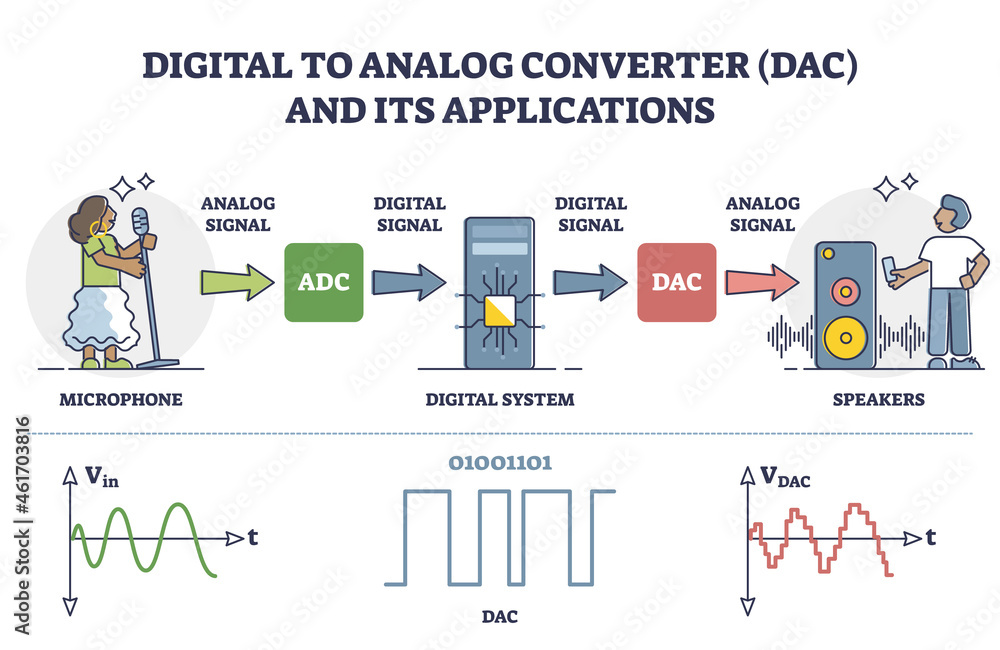 DIGITAL TO ANALOG CONVERTER (DAC)
AND ITS APPLICATIONS
ANALOG
SIGNAL
DIGITAL
SIGNAL
DIGITAL
SIGNAL
ANALOG
SIGNAL
ADC
DAC
MICROPHONE
DIGITAL SYSTEM
SPEAKERS
Vin
t
01001101
DAC
VDAC
t
Adobe Stock | #461703816